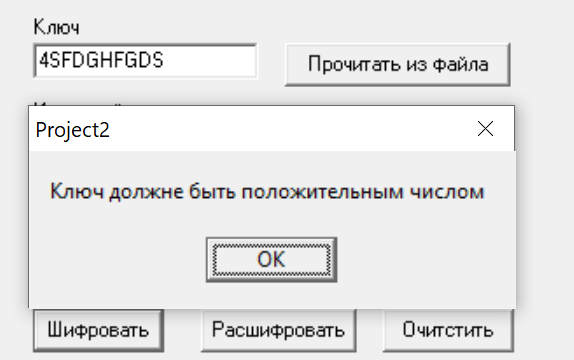 Ключ
4SFDGHFGDS
Прочитать из файла
Project2
Ключ должне быть положительным числом
OK
Шифровать
Расшифровать
Очитстить